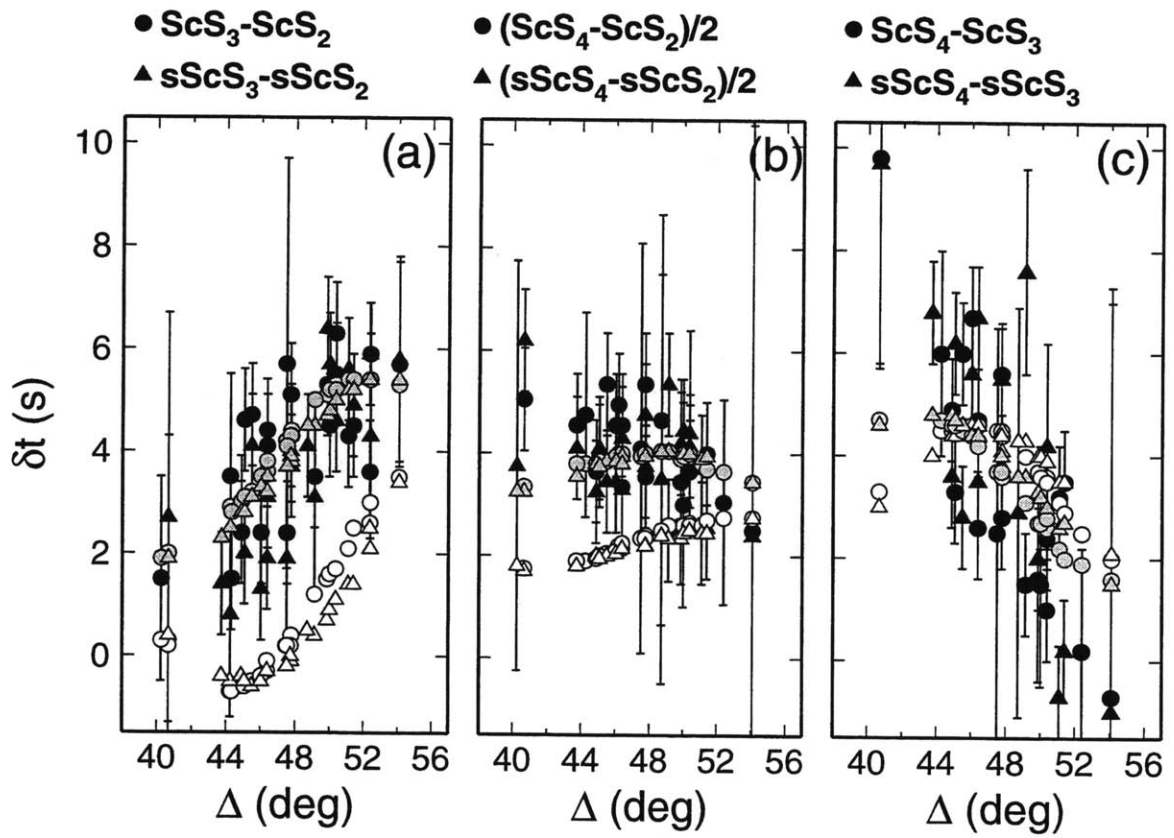 ● ScS₃-ScS₂
▲ sScS₃-sScS₂
● (ScS₄-ScS₂)/2
▲ (sScS₄-sScS₂)/2
● ScS₄-ScS₃
▲ sScS₄-sScS₃
(a)
(b)
(c)
10
8
6
4
2
0
δt (s)
40 44 48 52 56
40 44 48 52 56
40 44 48 52 56
Δ (deg)
Δ (deg)
Δ (deg)